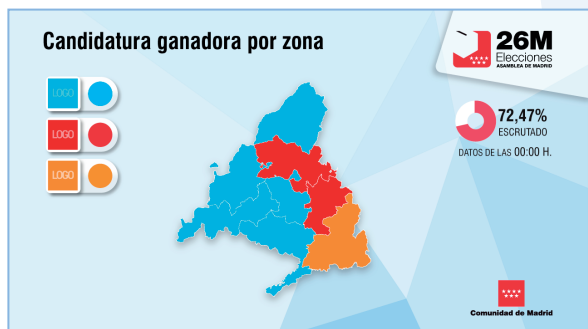 Candidatura ganadora por zona
26M
Elecciones
ASAMBLEA DE MADRID
LOGO
LOGO
LOGO
72,47%
ESCRUTADO
DATOS DE LAS 00:00 H.
Comunidad de Madrid